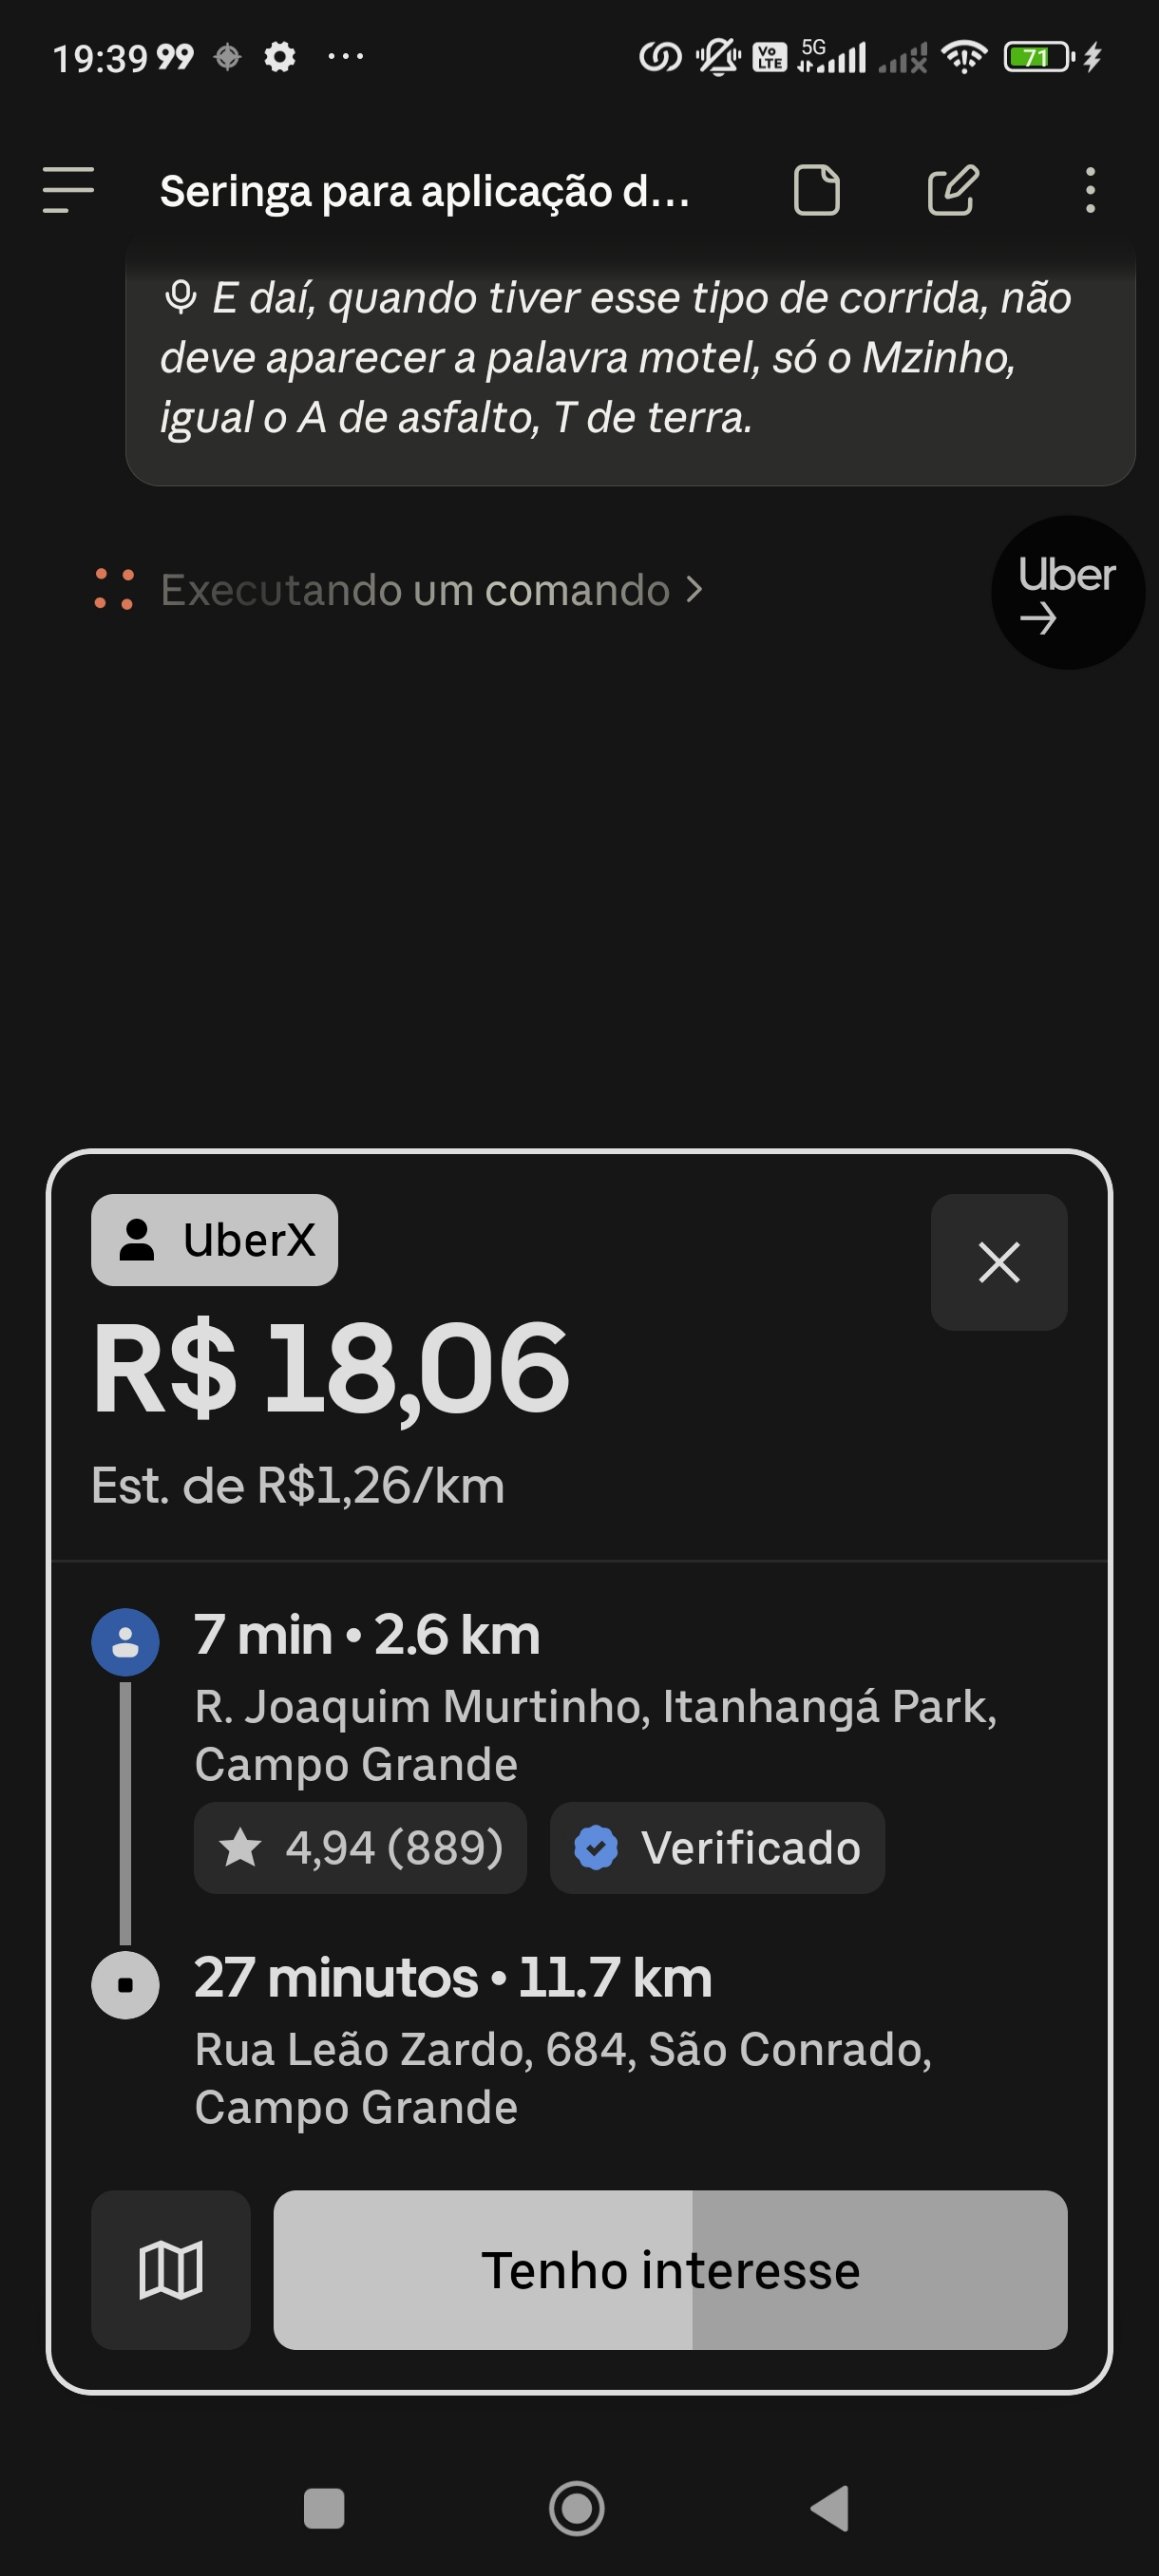 19:39 99 ... VoLTE 5G 71
Seringa para aplicação d...
E daí, quando tiver esse tipo de corrida, não
deve aparecer a palavra motel, só o Mzinho,
igual o A de asfalto, T de terra.
Executando um comando >
Uber
→
UberX
R$ 18,06
Est. de R$1,26/km
7 min • 2.6 km
R. Joaquim Murtinho, Itanhangá Park,
Campo Grande
4,94 (889) Verificado
27 minutos • 11.7 km
Rua Leão Zardo, 684, São Conrado,
Campo Grande
Tenho interesse